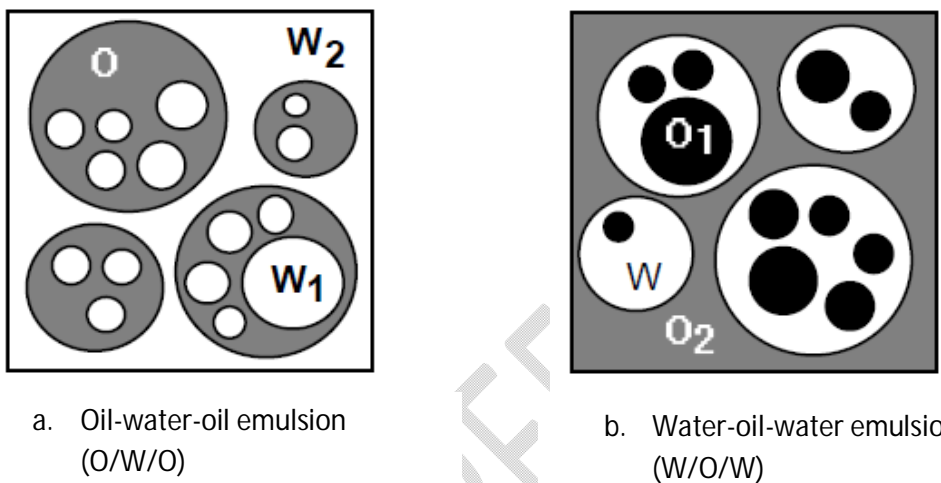 O
W2
W1
O1
W
O2
a. Oil-water-oil emulsion
(O/W/O)
b. Water-oil-water emulsio
(W/O/W)